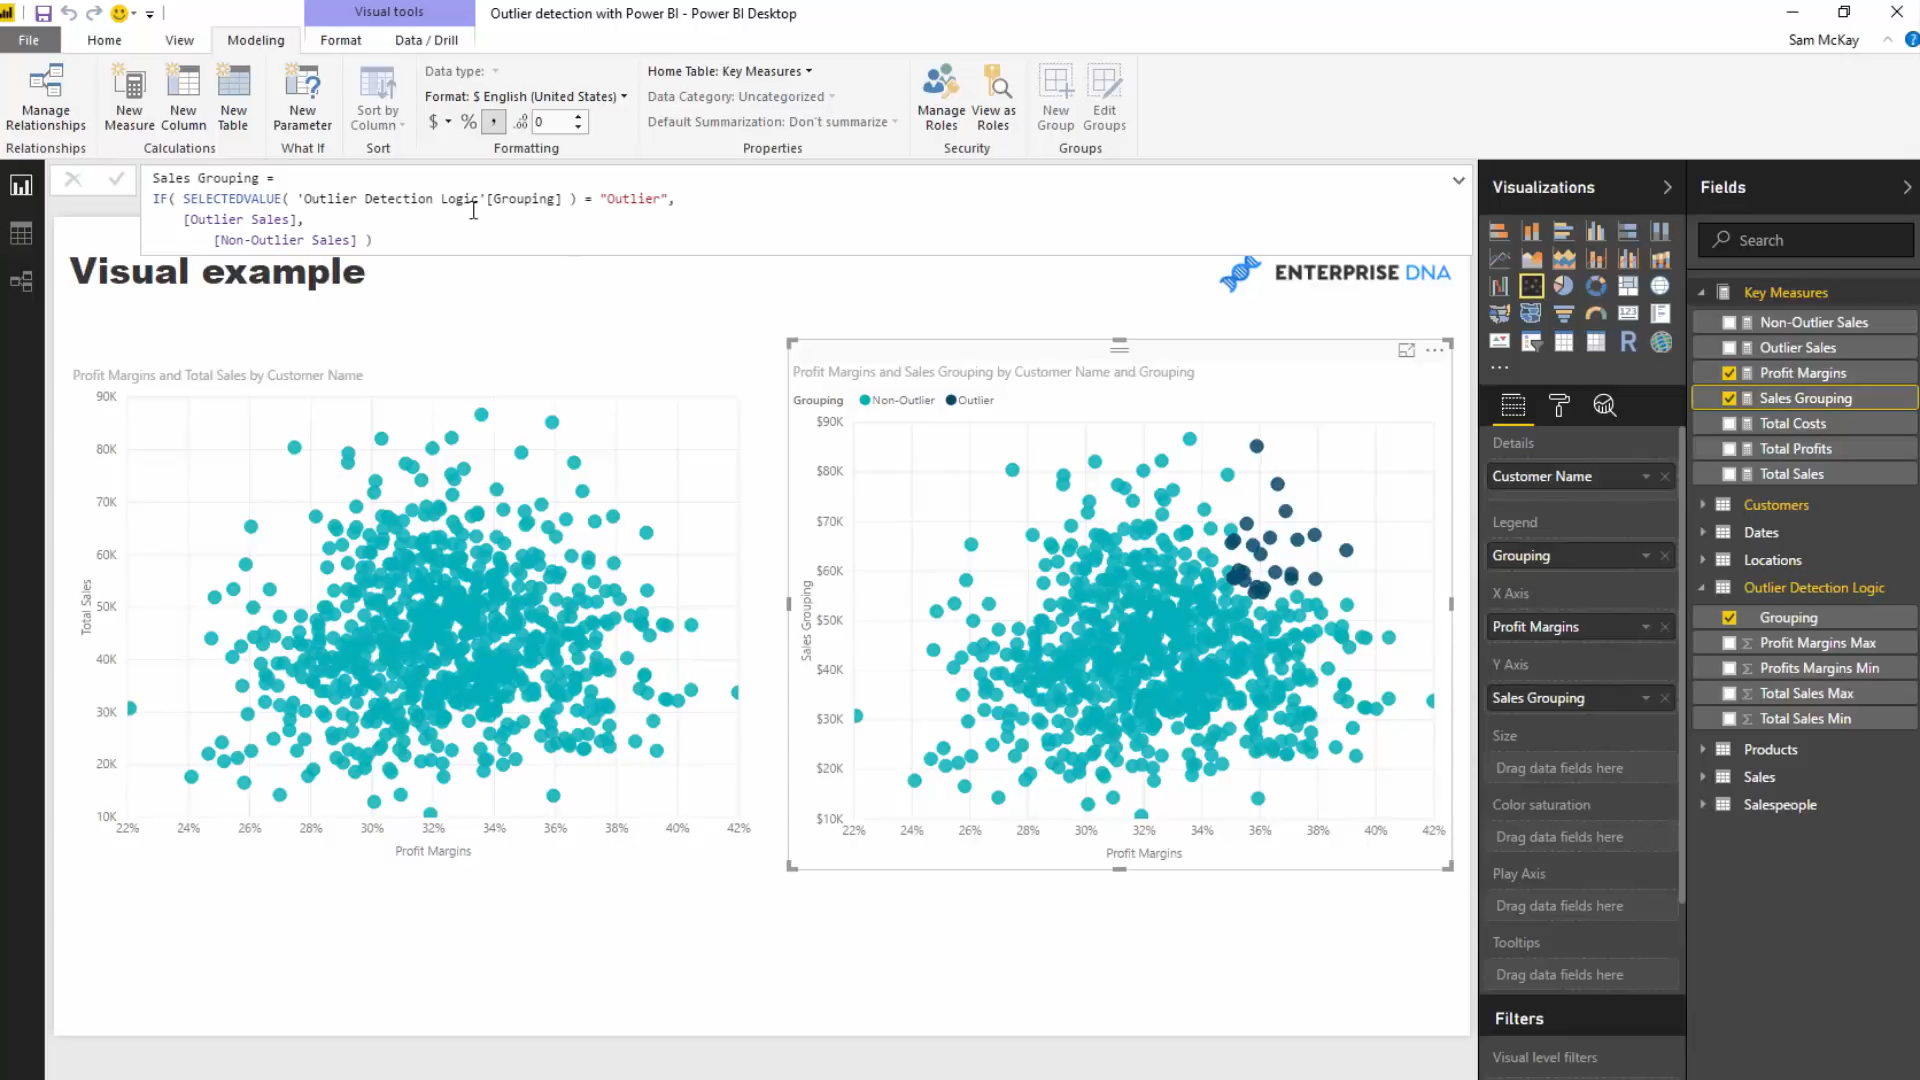 Visual tools
Outlier detection with Power BI - Power BI Desktop
File
Home
View
Modeling
Format
Data / Drill
Sam McKay
Manage Relationships
New Measure
New Column
New Table
New Parameter
Sort by Column
Data type:
Format: $ English (United States)
$ % , .00 0
Home Table: Key Measures
Data Category: Uncategorized
Default Summarization: Don't summarize
Manage Roles
View as Roles
New Group
Edit Groups
Relationships
Calculations
What If
Sort
Formatting
Properties
Security
Groups
Sales Grouping =
IF( SELECTEDVALUE( 'Outlier Detection Logic'[Grouping] ) = "Outlier",
[Outlier Sales],
[Non-Outlier Sales] )
Visual example
ENTERPRISE DNA
Profit Margins and Total Sales by Customer Name
90K
80K
70K
60K
50K
40K
30K
20K
10K
Total Sales
22% 24% 26% 28% 30% 32% 34% 36% 38% 40% 42%
Profit Margins
Profit Margins and Sales Grouping by Customer Name and Grouping
Grouping Non-Outlier Outlier
$90K
$80K
$70K
$60K
$50K
$40K
$30K
$20K
$10K
Sales Grouping
22% 24% 26% 28% 30% 32% 34% 36% 38% 40% 42%
Profit Margins
Visualizations
R
123
Details
Customer Name
Legend
Grouping
X Axis
Profit Margins
Y Axis
Sales Grouping
Size
Drag data fields here
Color saturation
Drag data fields here
Play Axis
Drag data fields here
Tooltips
Drag data fields here
Filters
Visual level filters
Fields
Search
Key Measures
Non-Outlier Sales
Outlier Sales
Profit Margins
Sales Grouping
Total Costs
Total Profits
Total Sales
Customers
Dates
Locations
Outlier Detection Logic
Grouping
Σ Profit Margins Max
Σ Profits Margins Min
Σ Total Sales Max
Σ Total Sales Min
Products
Sales
Salespeople